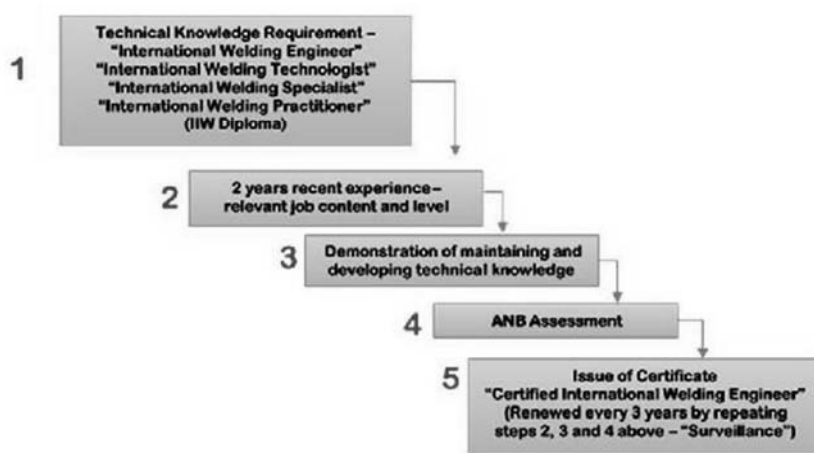 1
Technical Knowledge Requirement –
“International Welding Engineer”
“International Welding Technologist”
“International Welding Specialist”
“International Welding Practitioner”
(IIW Diploma)
2
2 years recent experience–
relevant job content and level
3
Demonstration of maintaining and
developing technical knowledge
4
ANB Assessment
5
Issue of Certificate
“Certified International Welding Engineer”
(Renewed every 3 years by repeating
steps 2, 3 and 4 above – “Surveillance”)